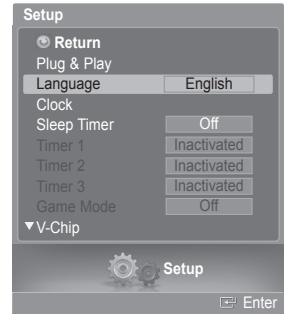 Setup
Return
Plug & Play
Language English
Clock
Sleep Timer Off
Timer 1 Inactivated
Timer 2 Inactivated
Timer 3 Inactivated
Game Mode Off
▼V-Chip
Setup
Enter